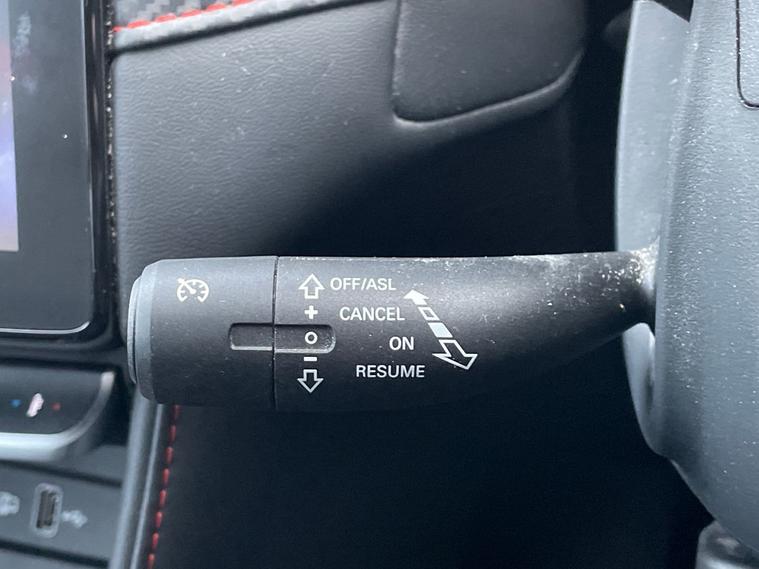 OFF/ASL
+ CANCEL
O ON
- RESUME